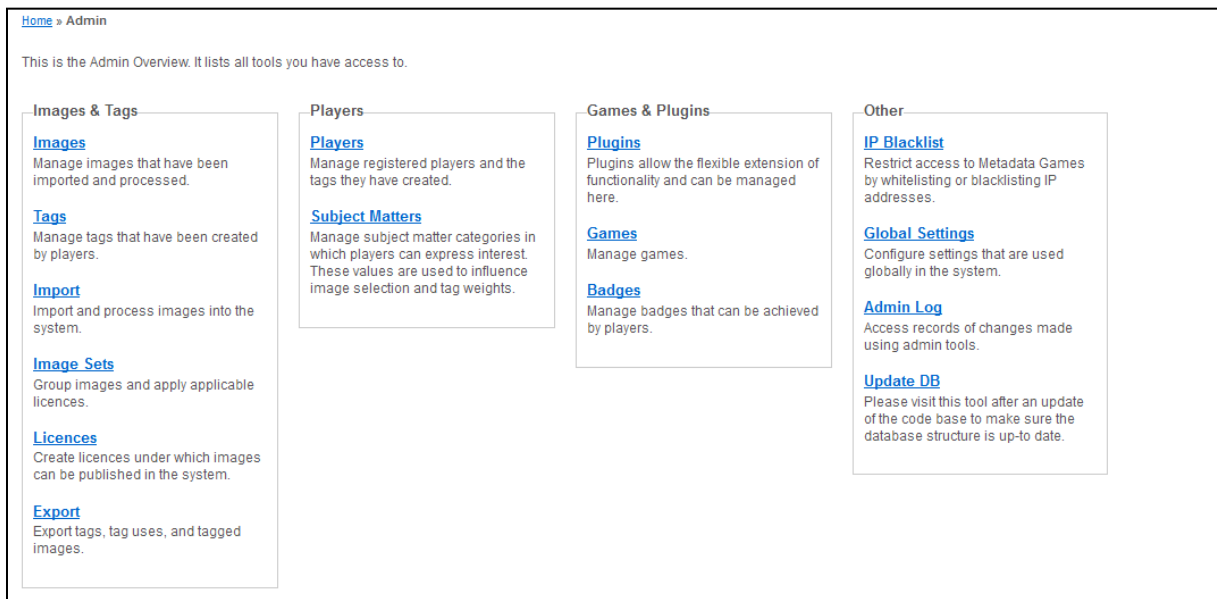 Home » Admin
This is the Admin Overview. It lists all tools you have access to.
Images & Tags
Images
Manage images that have been
imported and processed.
Tags
Manage tags that have been created
by players.
Import
Import and process images into the
system.
Image Sets
Group images and apply applicable
licences.
Licences
Create licences under which images
can be published in the system.
Export
Export tags, tag uses, and tagged
images.
Players
Players
Manage registered players and the
tags they have created.
Subject Matters
Manage subject matter categories in
which players can express interest.
These values are used to influence
image selection and tag weights.
Games & Plugins
Plugins
Plugins allow the flexible extension of
functionality and can be managed
here.
Games
Manage games.
Badges
Manage badges that can be achieved
by players.
Other
IP Blacklist
Restrict access to Metadata Games
by whitelisting or blacklisting IP
addresses.
Global Settings
Configure settings that are used
globally in the system.
Admin Log
Access records of changes made
using admin tools.
Update DB
Please visit this tool after an update
of the code base to make sure the
database structure is up-to date.